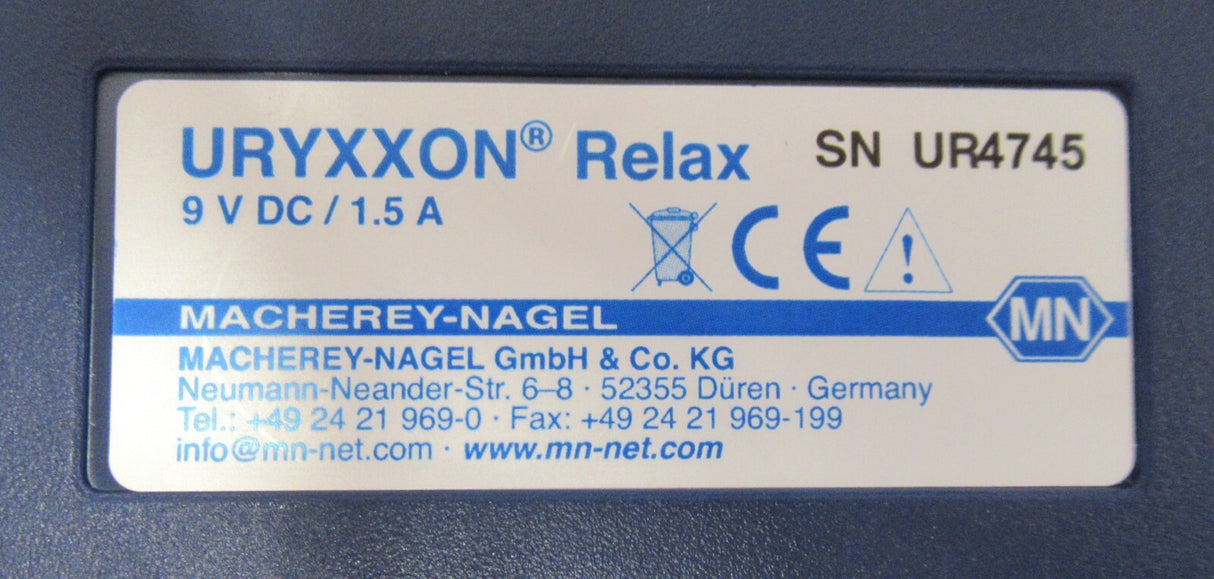 URYXXON® Relax SN UR4745
9 V DC / 1.5 A
CE
MACHEREY-NAGEL
MN
MACHEREY-NAGEL GmbH & Co. KG
Neumann-Neander-Str. 6–8 · 52355 Düren · Germany
Tel.: +49 24 21 969-0 · Fax: +49 24 21 969-199
info@mn-net.com · www.mn-net.com